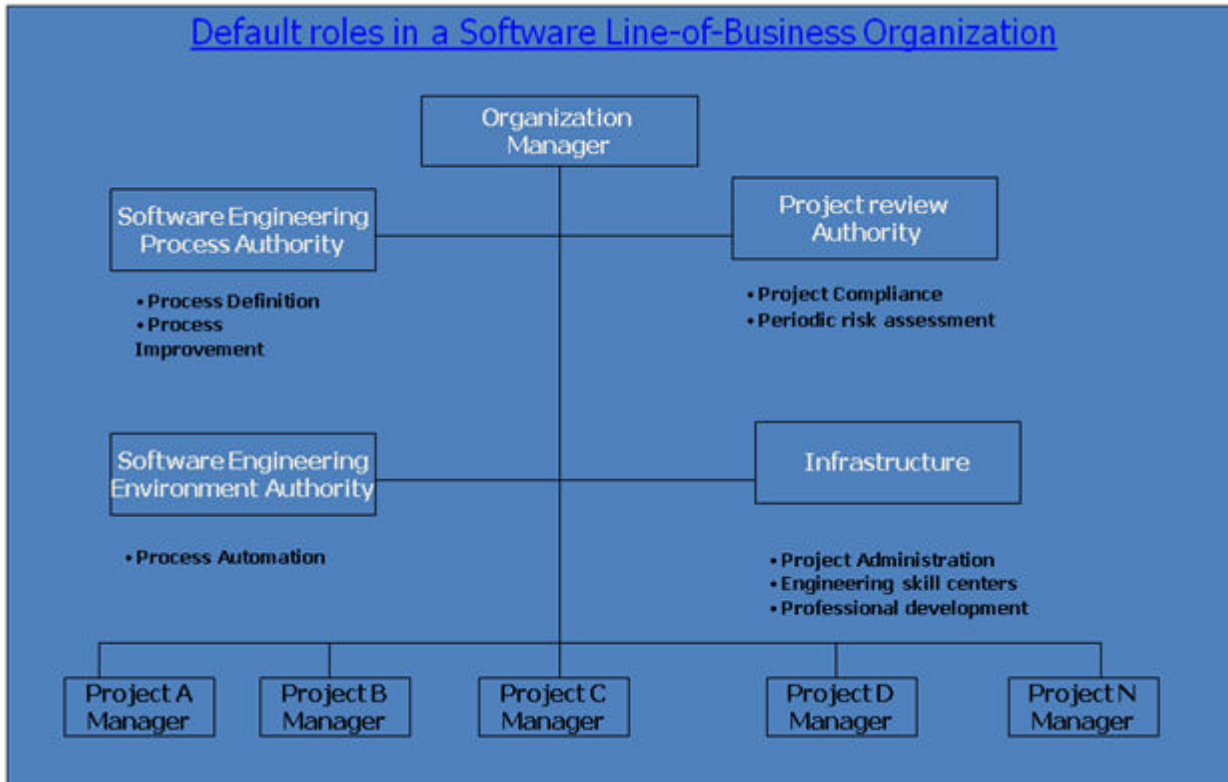 Default roles in a Software Line-of-Business Organization
Organization
Manager
Software Engineering
Process Authority
Project review
Authority
• Process Definition
• Process
Improvement
• Project Compliance
• Periodic risk assessment
Software Engineering
Environment Authority
Infrastructure
• Process Automation
• Project Administration
• Engineering skill centers
• Professional development
Project A
Manager
Project B
Manager
Project C
Manager
Project D
Manager
Project N
Manager